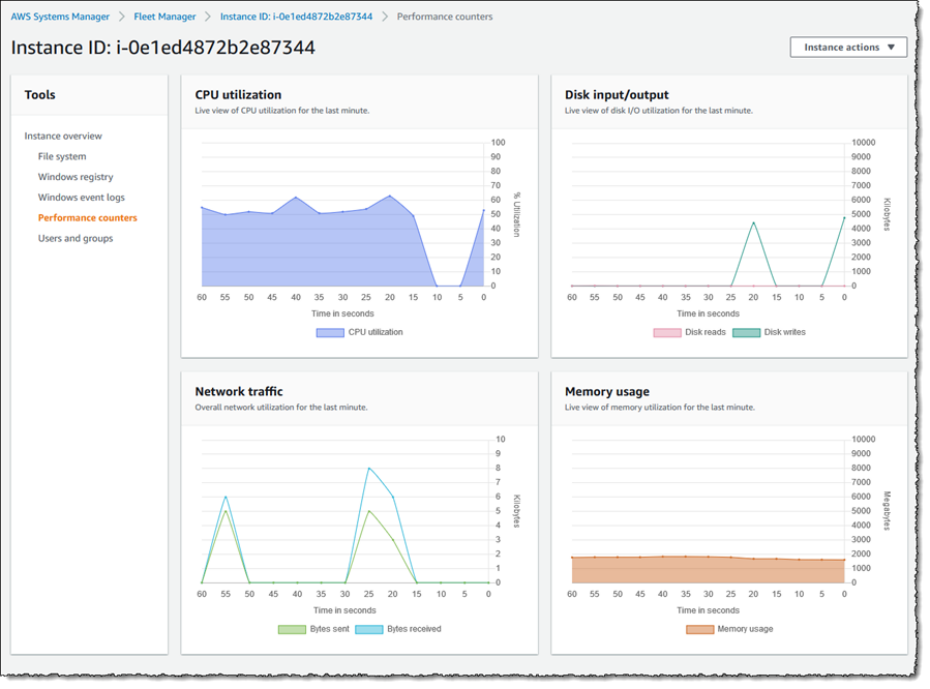 AWS Systems Manager > Fleet Manager > Instance ID: i-0e1ed4872b2e87344 > Performance counters
Instance ID: i-0e1ed4872b2e87344
Instance actions ▼
Tools
Instance overview
File system
Windows registry
Windows event logs
Performance counters
Users and groups
CPU utilization
Live view of CPU utilization for the last minute.
100
90
80
70
60
50
40
30
20
10
0
% Utilization
60 55 50 45 40 35 30 25 20 15 10 5 0
Time in seconds
CPU utilization
Disk input/output
Live view of disk I/O utilization for the last minute.
10000
9000
8000
7000
6000
5000
4000
3000
2000
1000
0
Kilobytes
60 55 50 45 40 35 30 25 20 15 10 5 0
Time in seconds
Disk reads Disk writes
Network traffic
Overall network utilization for the last minute.
10
9
8
7
6
5
4
3
2
1
0
Kilobytes
60 55 50 45 40 35 30 25 20 15 10 5 0
Time in seconds
Bytes sent Bytes received
Memory usage
Live view of memory utilization for the last minute.
10000
9000
8000
7000
6000
5000
4000
3000
2000
1000
0
Megabytes
60 55 50 45 40 35 30 25 20 15 10 5 0
Time in seconds
Memory usage